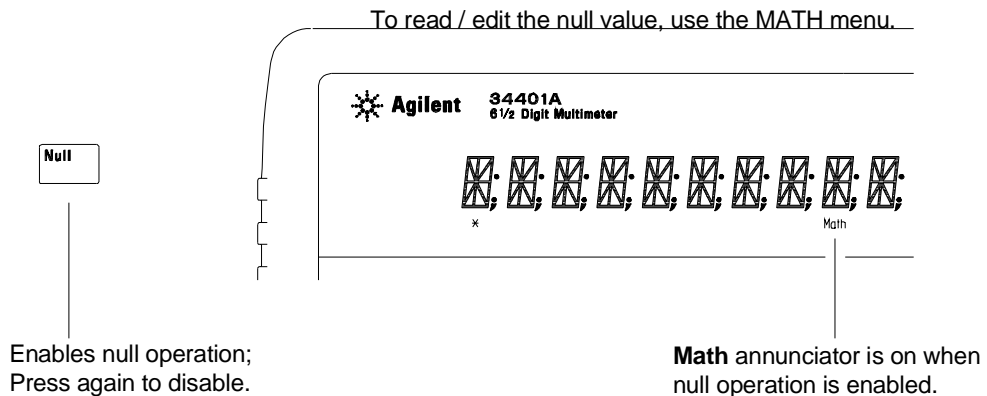 To read / edit the null value, use the MATH menu.
Agilent 34401A
6½ Digit Multimeter
Null
*
Math
Enables null operation;
Press again to disable.
Math annunciator is on when
null operation is enabled.